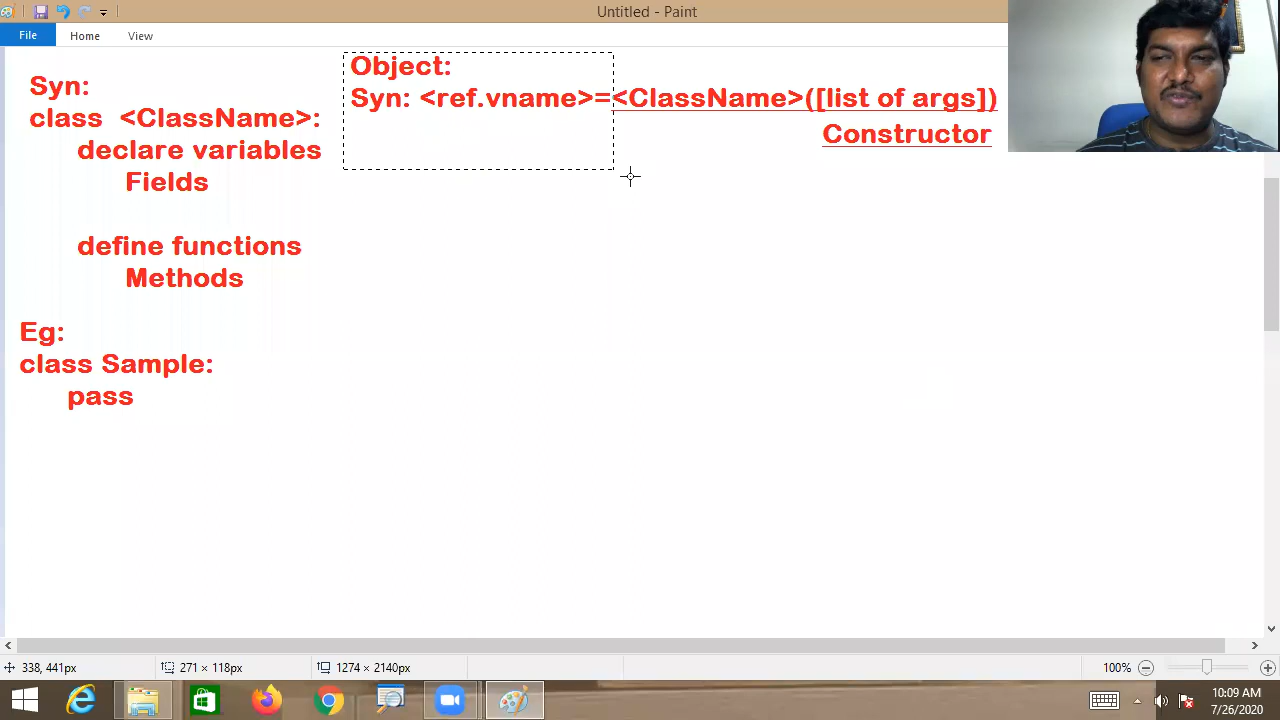 Untitled - Paint
File
Home
View
Syn:
class <ClassName>:
declare variables
Fields
define functions
Methods
Eg:
class Sample:
pass
Object:
Syn: <ref.vname>=<ClassName>([list of args])
Constructor
338, 441px
271 × 118px
1274 × 2140px
100%
10:09 AM
7/26/2020